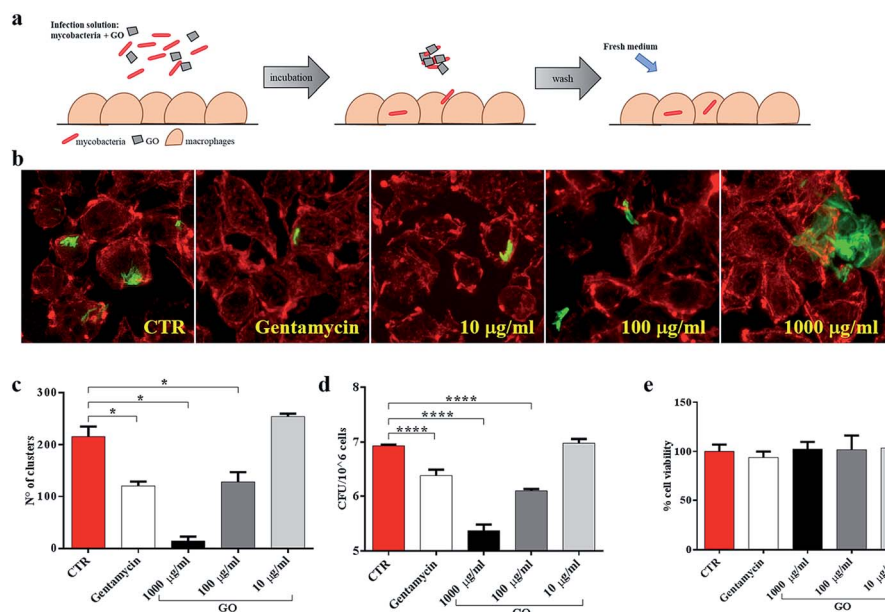 a
Infection solution:
mycobacteria + GO
incubation
wash
Fresh medium
mycobacteria
GO
macrophages
b
CTR
Gentamycin
10 µg/ml
100 µg/ml
1000 µg/ml
c
N° of clusters
300
200
100
0
*
*
*
CTR
Gentamycin
1000 µg/ml
100 µg/ml
10 µg/ml
GO
d
CFU/10^6 cells
8
7
6
5
****
****
****
CTR
Gentamycin
1000 µg/ml
100 µg/ml
10 µg/ml
GO
e
% cell viability
150
100
50
0
CTR
Gentamycin
1000 µg/ml
100 µg/ml
GO